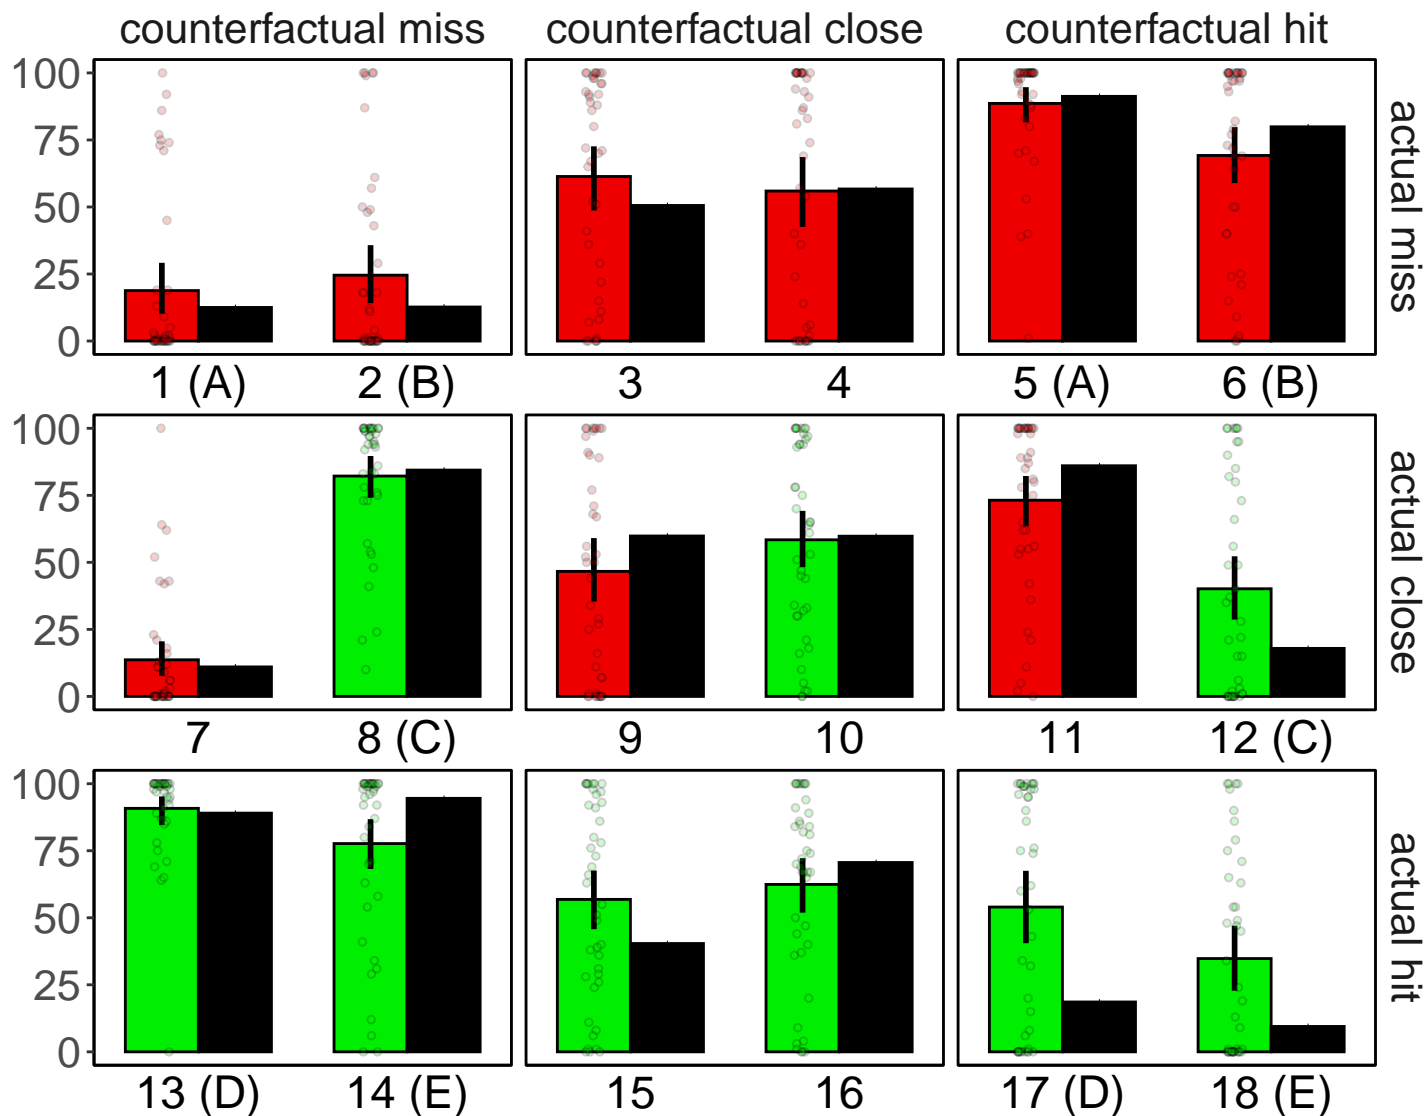 counterfactual miss counterfactual close counterfactual hit
100
75
50
25
0
actual miss
1 (A) 2 (B) 3 4 5 (A) 6 (B)
100
75
50
25
0
actual close
7 8 (C) 9 10 11 12 (C)
100
75
50
25
0
actual hit
13 (D) 14 (E) 15 16 17 (D) 18 (E)